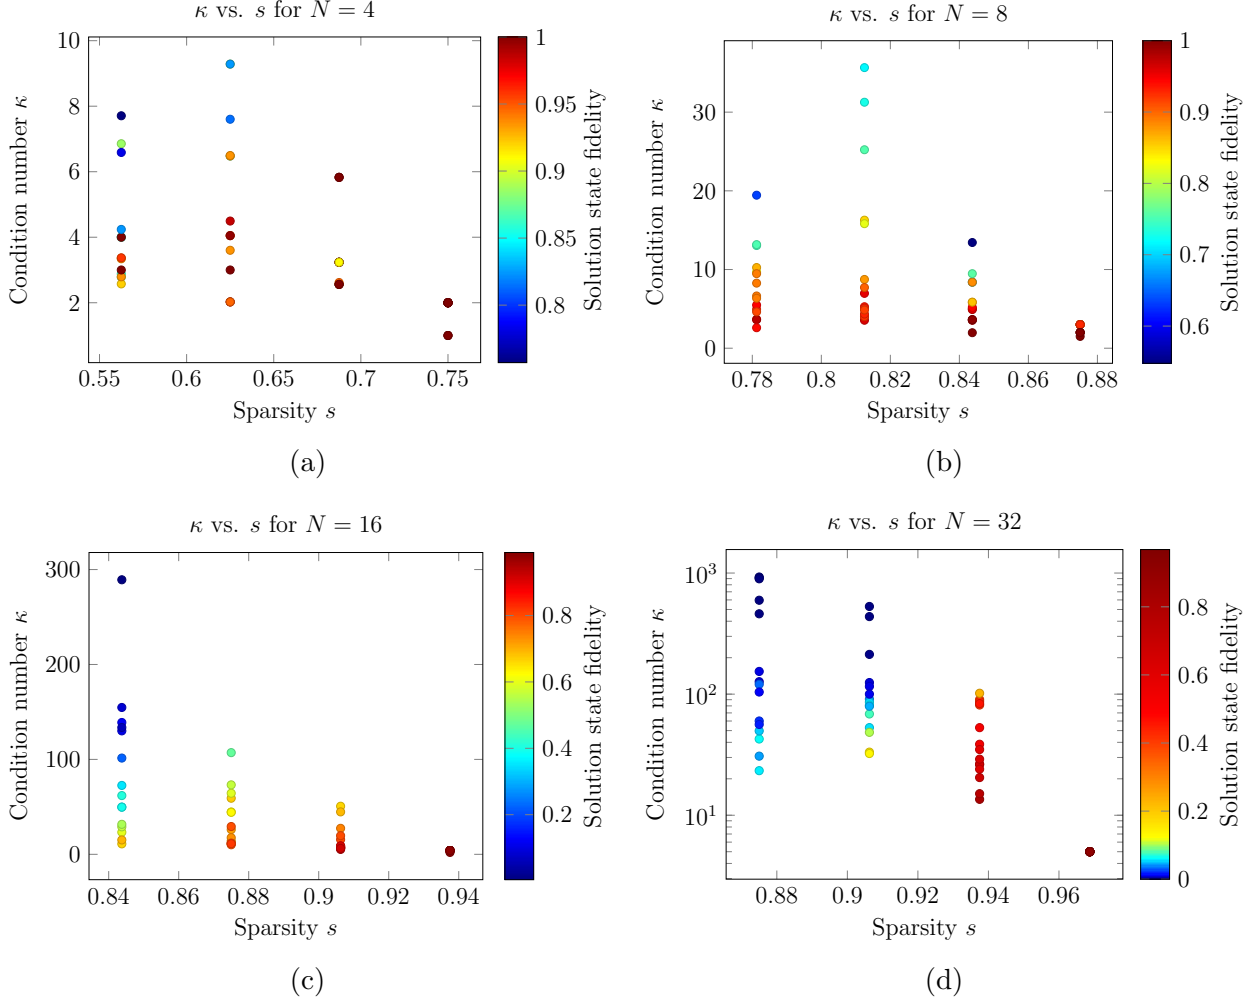 κ vs. s for N = 4
10
8
6
4
2
0.55 0.6 0.65 0.7 0.75
Condition number κ
Sparsity s
1
0.95
0.9
0.85
0.8
Solution state fidelity
(a)
κ vs. s for N = 8
30
20
10
0
0.78 0.8 0.82 0.84 0.86 0.88
Condition number κ
Sparsity s
1
0.9
0.8
0.7
0.6
Solution state fidelity
(b)
κ vs. s for N = 16
300
200
100
0
0.84 0.86 0.88 0.9 0.92 0.94
Condition number κ
Sparsity s
0.8
0.6
0.4
0.2
Solution state fidelity
(c)
κ vs. s for N = 32
10³
10²
10¹
0.88 0.9 0.92 0.94 0.96
Condition number κ
Sparsity s
0.8
0.6
0.4
0.2
0
Solution state fidelity
(d)